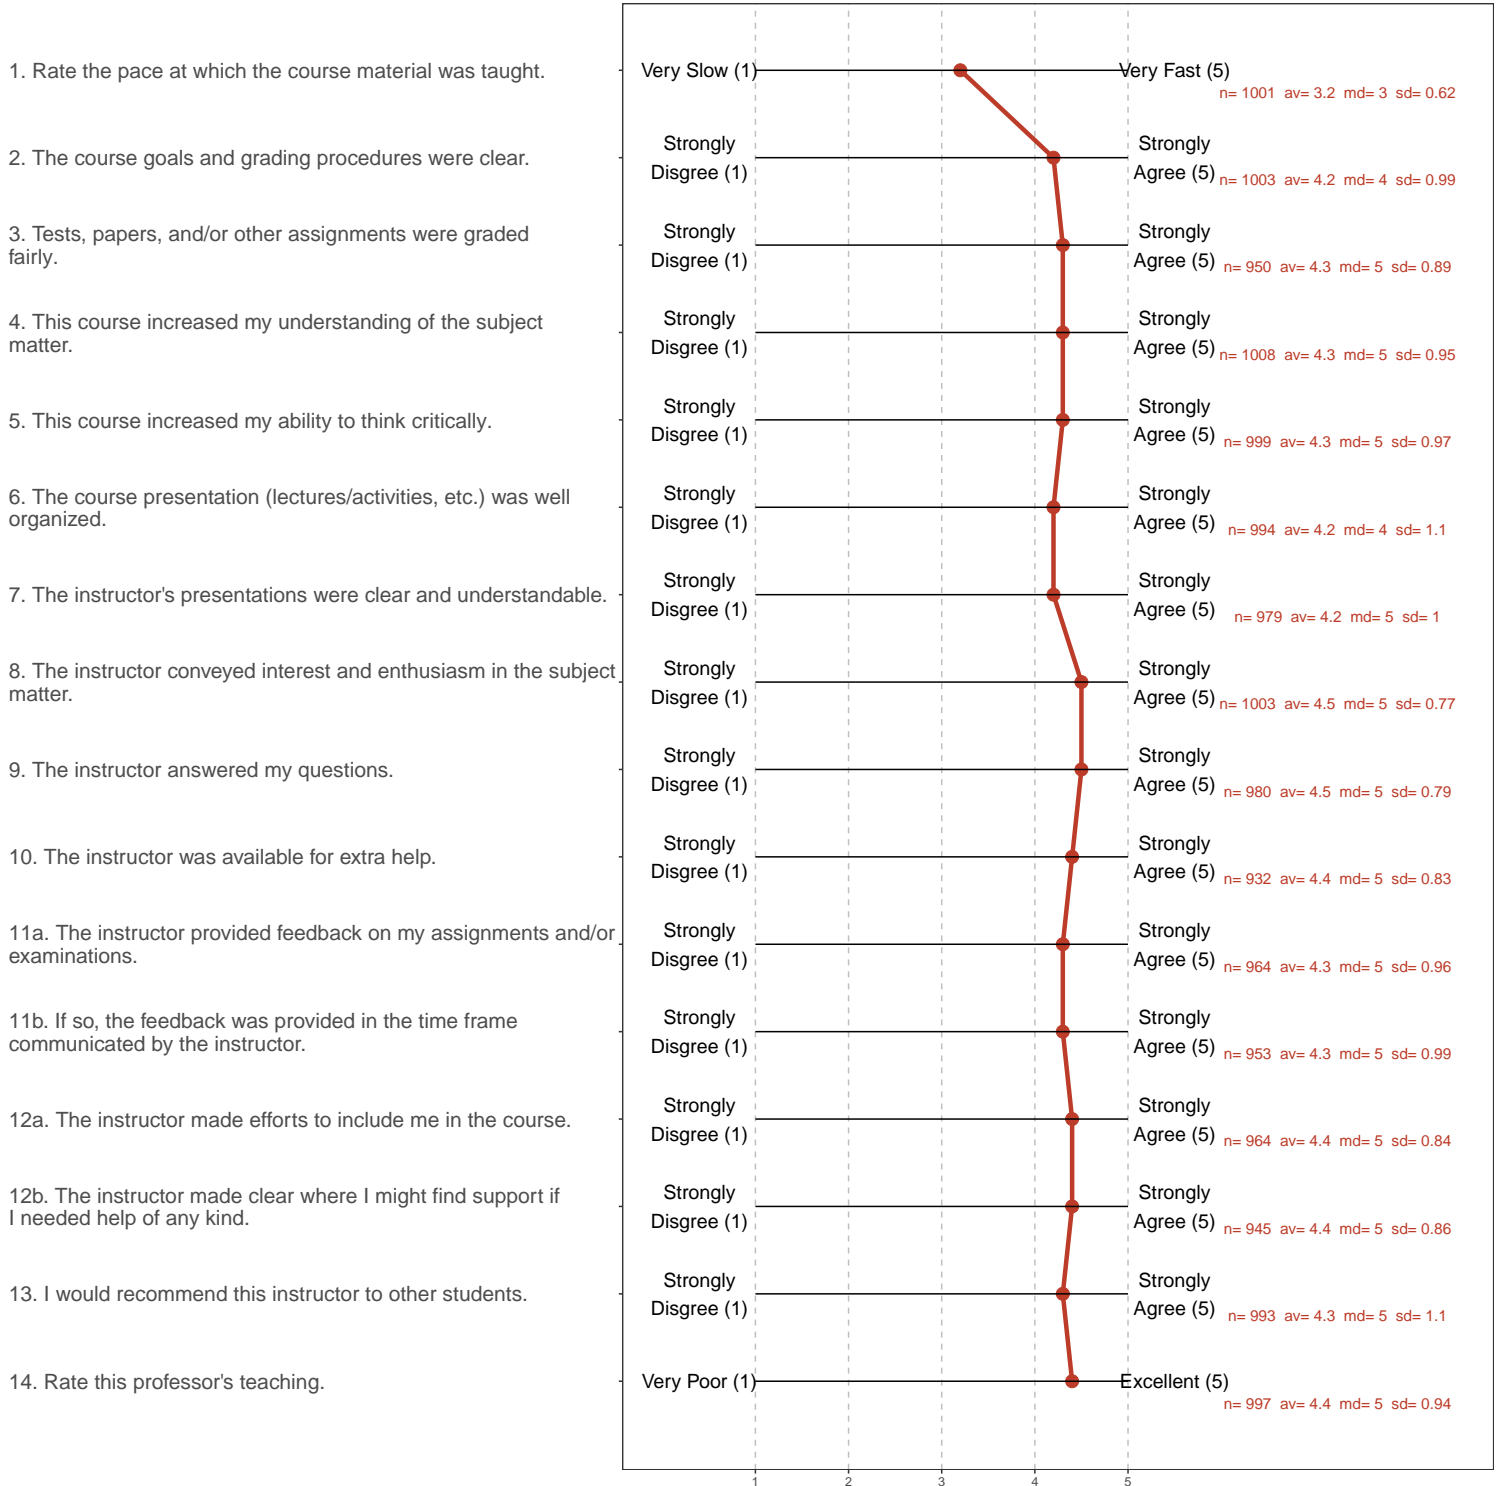 1. Rate the pace at which the course material was taught.
Very Slow (1)
Very Fast (5)
n= 1001 av= 3.2 md= 3 sd= 0.62
2. The course goals and grading procedures were clear.
Strongly
Disgree (1)
Strongly
Agree (5)
n= 1003 av= 4.2 md= 4 sd= 0.99
3. Tests, papers, and/or other assignments were graded
fairly.
Strongly
Disgree (1)
Strongly
Agree (5)
n= 950 av= 4.3 md= 5 sd= 0.89
4. This course increased my understanding of the subject
matter.
Strongly
Disgree (1)
Strongly
Agree (5)
n= 1008 av= 4.3 md= 5 sd= 0.95
5. This course increased my ability to think critically.
Strongly
Disgree (1)
Strongly
Agree (5)
n= 999 av= 4.3 md= 5 sd= 0.97
6. The course presentation (lectures/activities, etc.) was well
organized.
Strongly
Disgree (1)
Strongly
Agree (5)
n= 994 av= 4.2 md= 4 sd= 1.1
7. The instructor's presentations were clear and understandable.
Strongly
Disgree (1)
Strongly
Agree (5)
n= 979 av= 4.2 md= 5 sd= 1
8. The instructor conveyed interest and enthusiasm in the subject
matter.
Strongly
Disgree (1)
Strongly
Agree (5)
n= 1003 av= 4.5 md= 5 sd= 0.77
9. The instructor answered my questions.
Strongly
Disgree (1)
Strongly
Agree (5)
n= 980 av= 4.5 md= 5 sd= 0.79
10. The instructor was available for extra help.
Strongly
Disgree (1)
Strongly
Agree (5)
n= 932 av= 4.4 md= 5 sd= 0.83
11a. The instructor provided feedback on my assignments and/or
examinations.
Strongly
Disgree (1)
Strongly
Agree (5)
n= 964 av= 4.3 md= 5 sd= 0.96
11b. If so, the feedback was provided in the time frame
communicated by the instructor.
Strongly
Disgree (1)
Strongly
Agree (5)
n= 953 av= 4.3 md= 5 sd= 0.99
12a. The instructor made efforts to include me in the course.
Strongly
Disgree (1)
Strongly
Agree (5)
n= 964 av= 4.4 md= 5 sd= 0.84
12b. The instructor made clear where I might find support if
I needed help of any kind.
Strongly
Disgree (1)
Strongly
Agree (5)
n= 945 av= 4.4 md= 5 sd= 0.86
13. I would recommend this instructor to other students.
Strongly
Disgree (1)
Strongly
Agree (5)
n= 993 av= 4.3 md= 5 sd= 1.1
14. Rate this professor's teaching.
Very Poor (1)
Excellent (5)
n= 997 av= 4.4 md= 5 sd= 0.94
1 2 3 4 5